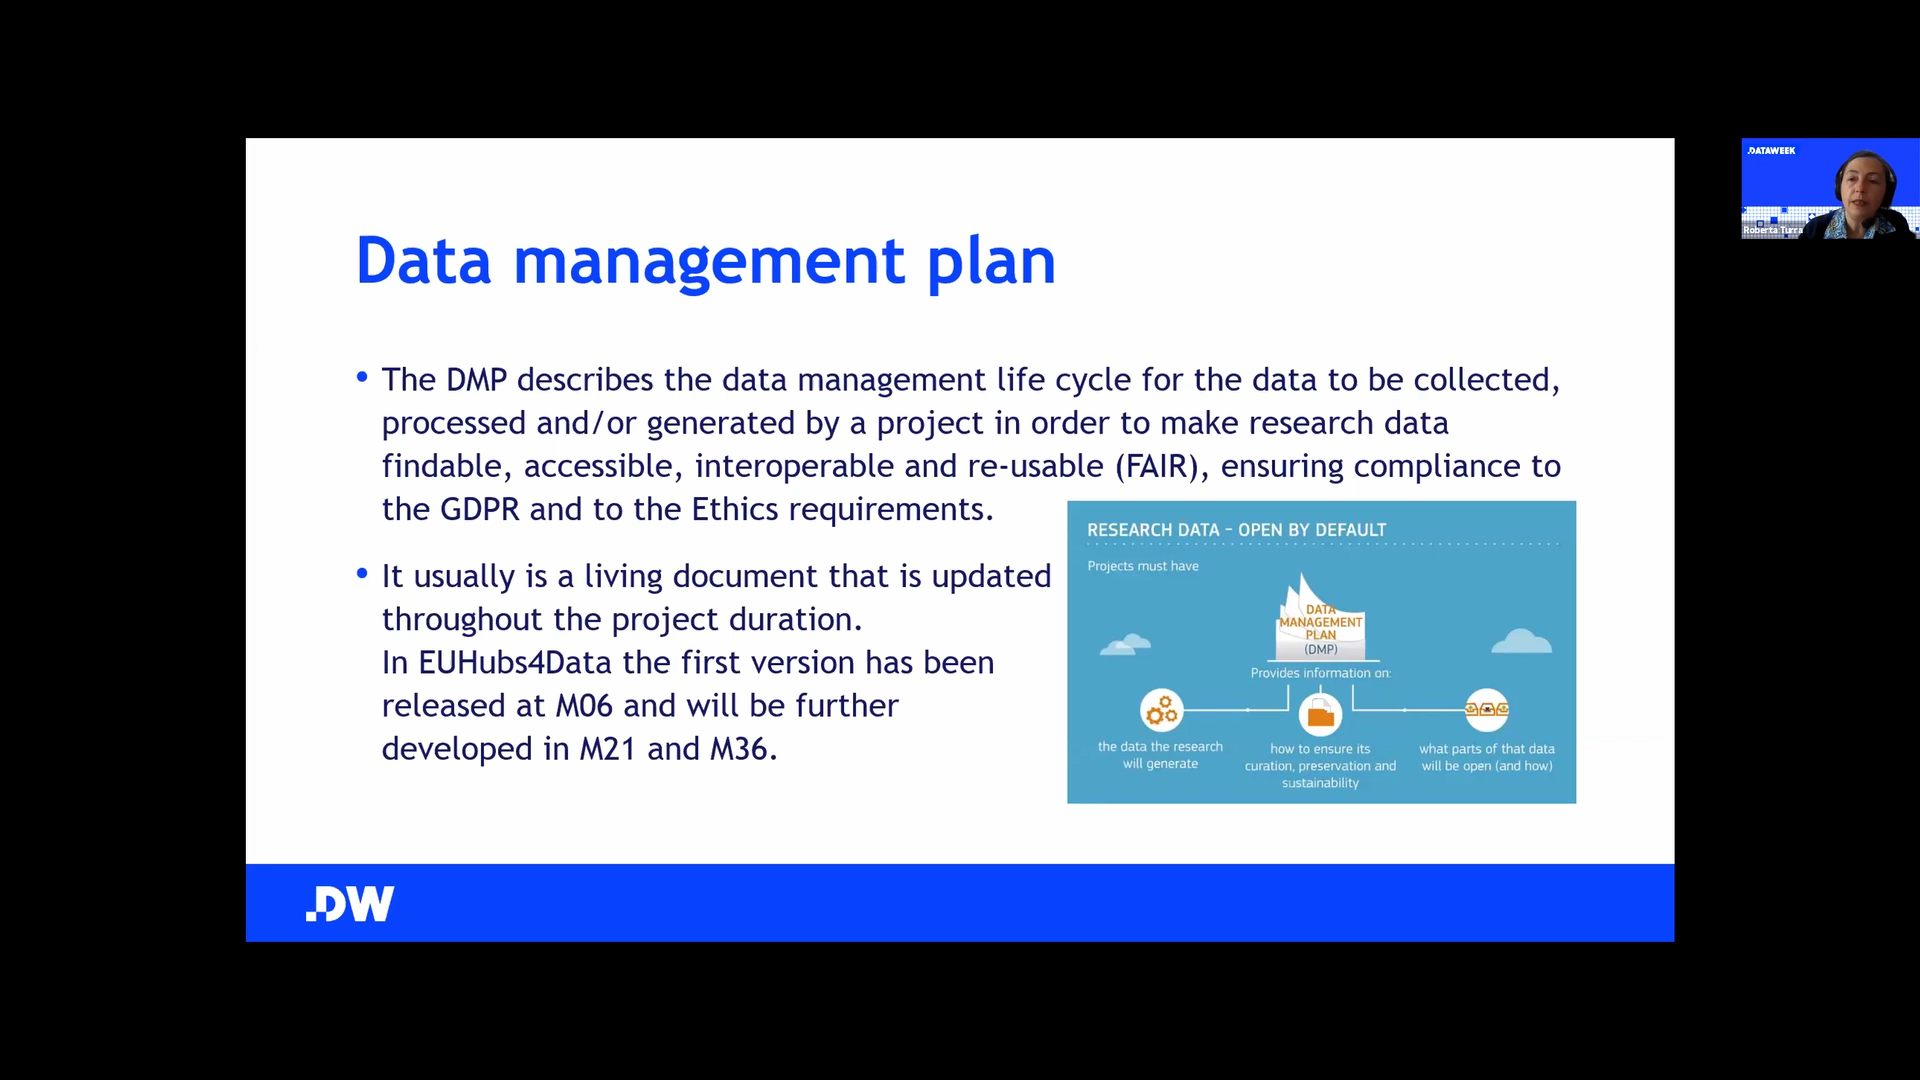 .DATAWEEK
Roberta Turra
Data management plan
• The DMP describes the data management life cycle for the data to be collected,
processed and/or generated by a project in order to make research data
findable, accessible, interoperable and re-usable (FAIR), ensuring compliance to
the GDPR and to the Ethics requirements.
• It usually is a living document that is updated
throughout the project duration.
In EUHubs4Data the first version has been
released at M06 and will be further
developed in M21 and M36.
RESEARCH DATA - OPEN BY DEFAULT
Projects must have
DATA
MANAGEMENT
PLAN
(DMP)
Provides information on:
the data the research
will generate
how to ensure its
curation, preservation and
sustainability
what parts of that data
will be open (and how)
.DW